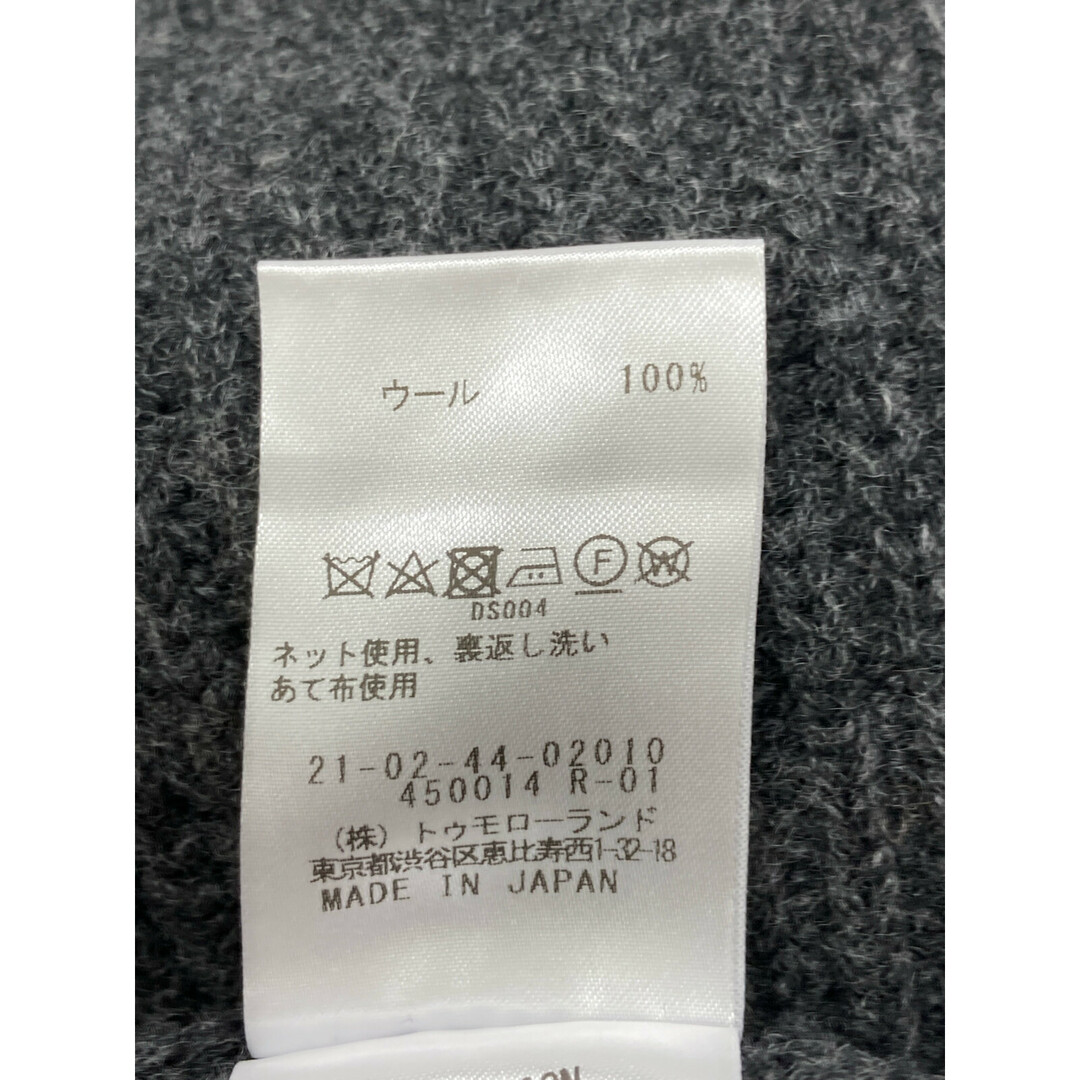 ウール 100%
F W
DS004
ネット使用、裏返し洗い
あて布使用
21-02-44-02010
450014 R-01
(株) トゥモローランド
東京都渋谷区恵比寿西1-32-18
MADE IN JAPAN